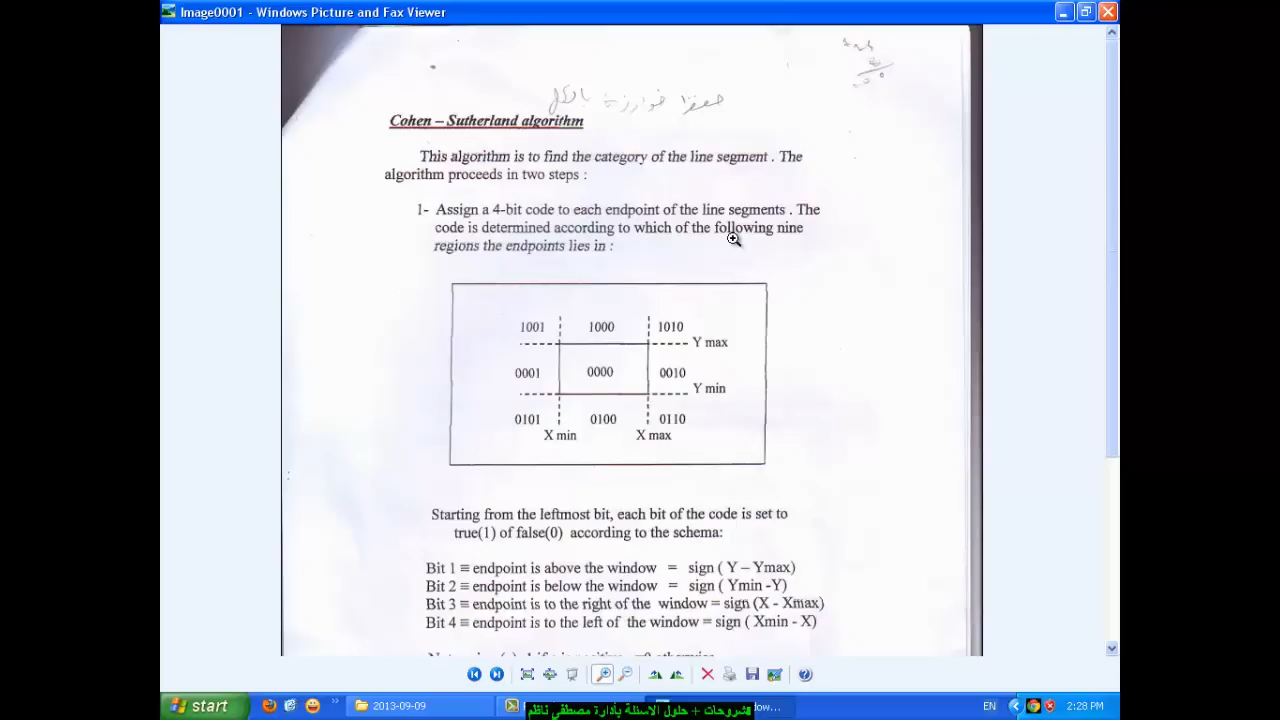 Image0001 - Windows Picture and Fax Viewer
Cohen – Sutherland algorithm
This algorithm is to find the category of the line segment . The
algorithm proceeds in two steps :
1- Assign a 4-bit code to each endpoint of the line segments . The
code is determined according to which of the following nine
regions the endpoints lies in :
1001 1000 1010
Y max
0001 0000 0010
Y min
0101 0100 0110
X min X max
Starting from the leftmost bit, each bit of the code is set to
true(1) of false(0) according to the schema:
Bit 1 ≡ endpoint is above the window = sign ( Y – Ymax)
Bit 2 ≡ endpoint is below the window = sign ( Ymin -Y)
Bit 3 ≡ endpoint is to the right of the window = sign (X - Xmax)
Bit 4 ≡ endpoint is to the left of the window = sign ( Xmin - X)
start
2013-09-09
شروحات + حلول الاسئلة بأدارة مصطفى ناظم
EN
2:28 PM